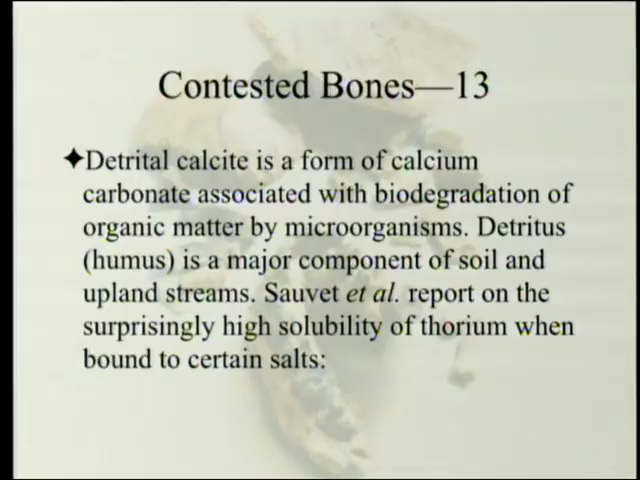 Contested Bones—13
✦Detrital calcite is a form of calcium
carbonate associated with biodegradation of
organic matter by microorganisms. Detritus
(humus) is a major component of soil and
upland streams. Sauvet et al. report on the
surprisingly high solubility of thorium when
bound to certain salts: